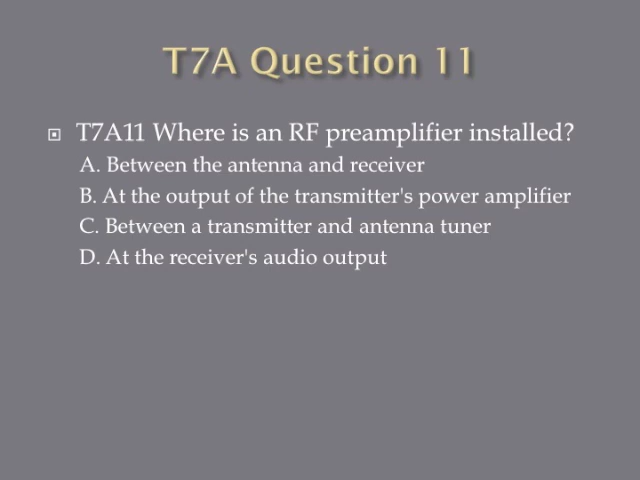 T7A Question 11
T7A11 Where is an RF preamplifier installed?
A. Between the antenna and receiver
B. At the output of the transmitter's power amplifier
C. Between a transmitter and antenna tuner
D. At the receiver's audio output